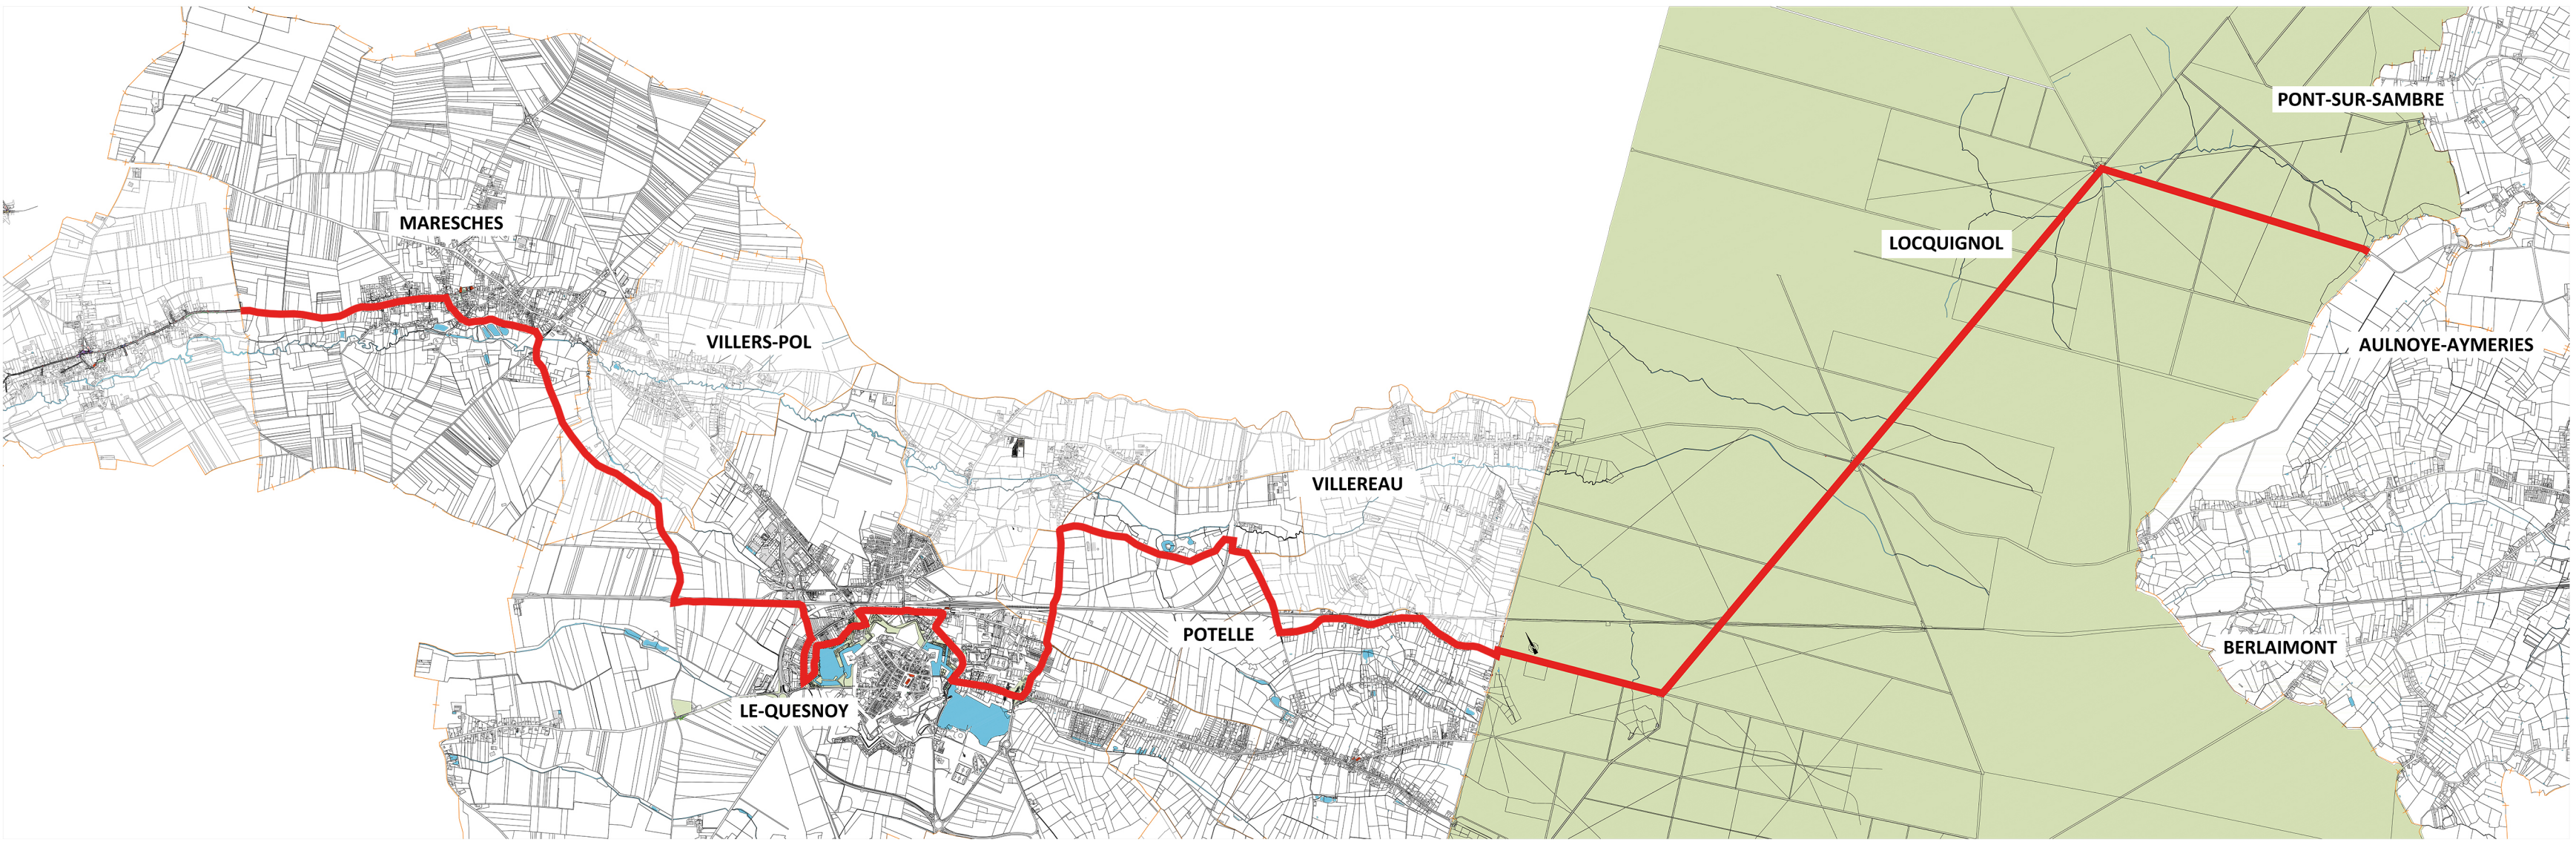 PONT-SUR-SAMBRE
MARESCHES
LOCQUIGNOL
VILLERS-POL
AULNOYE-AYMERIES
VILLEREAU
POTELLE
BERLAIMONT
LE-QUESNOY